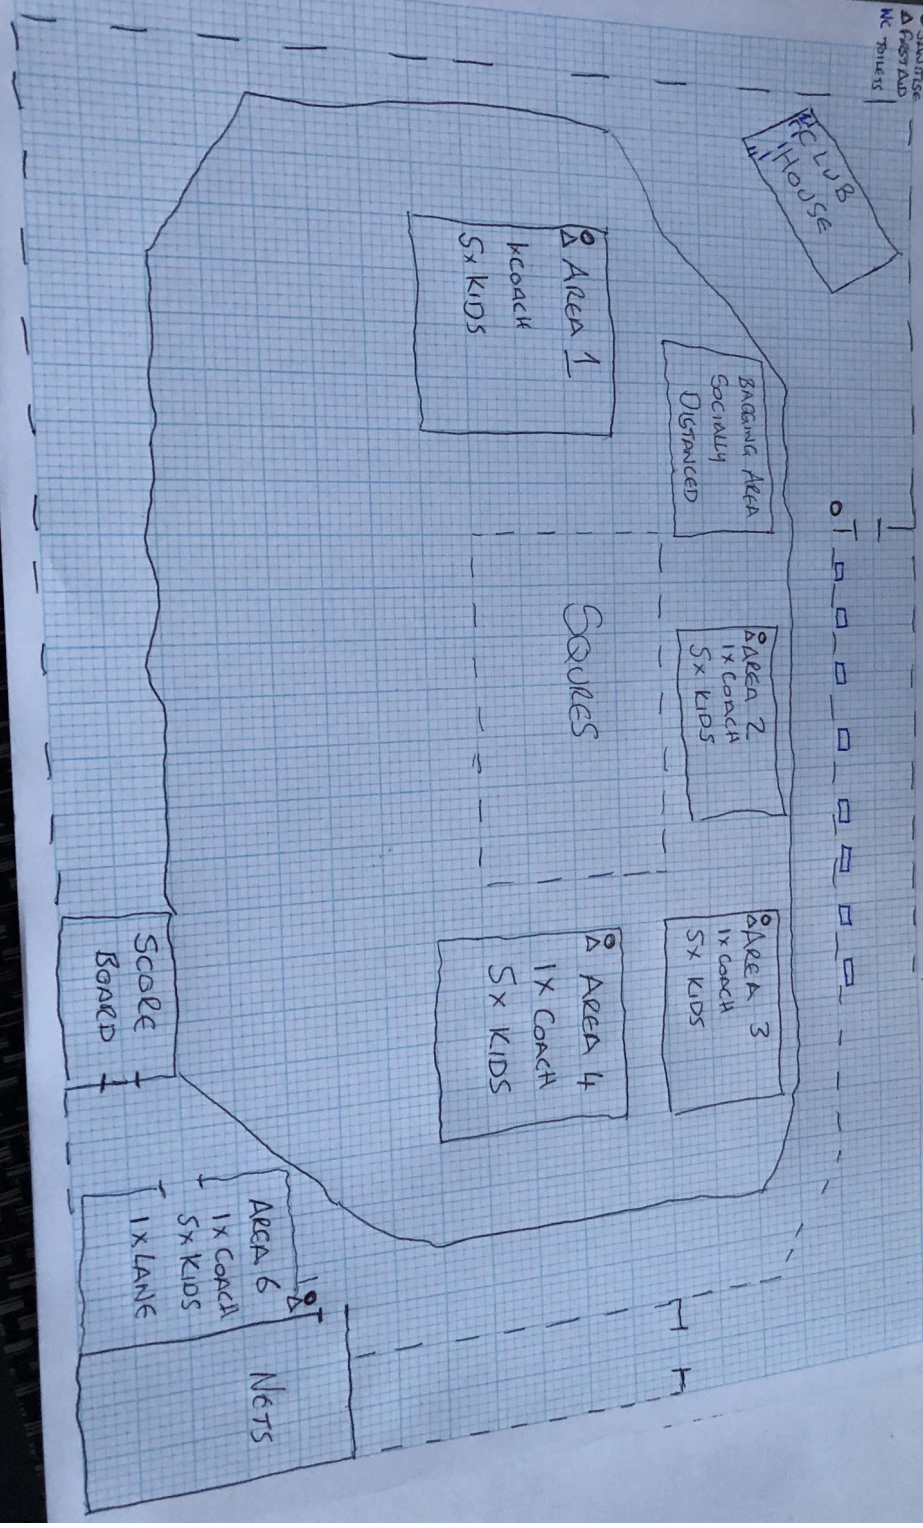 SANITISE
Δ FIRST AID
WC TOILETS
CLUB
HOUSE
AREA 1
1xCOACH
5x KIDS
BAGGING AREA
SOCIALLY
DISTANCED
SQURES
AREA 2
1x COACH
5x KIDS
AREA 3
1x COACH
5x KIDS
AREA 4
1x COACH
5x KIDS
SCORE
BOARD
AREA 6
1x COACH
5x KIDS
1x LANE
NETS